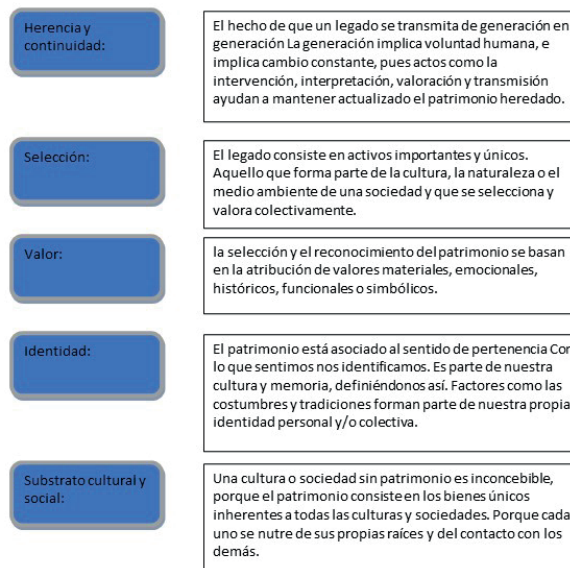 Herencia y
continuidad:
El hecho de que un legado se transmita de generación en
generación La generación implica voluntad humana, e
implica cambio constante, pues actos como la
intervención, interpretación, valoración y transmisión
ayudan a mantener actualizado el patrimonio heredado.
Selección:
El legado consiste en activos importantes y únicos.
Aquello que forma parte de la cultura, la naturaleza o el
medio ambiente de una sociedad y que se selecciona y
valora colectivamente.
Valor:
la selección y el reconocimiento del patrimonio se basan
en la atribución de valores materiales, emocionales,
históricos, funcionales o simbólicos.
Identidad:
El patrimonio está asociado al sentido de pertenencia Con
lo que sentimos nos identificamos. Es parte de nuestra
cultura y memoria, definiéndonos así. Factores como las
costumbres y tradiciones forman parte de nuestra propia
identidad personal y/o colectiva.
Substrato cultural y
social:
Una cultura o sociedad sin patrimonio es inconcebible,
porque el patrimonio consiste en los bienes únicos
inherentes a todas las culturas y sociedades. Porque cada
uno se nutre de sus propias raíces y del contacto con los
demás.